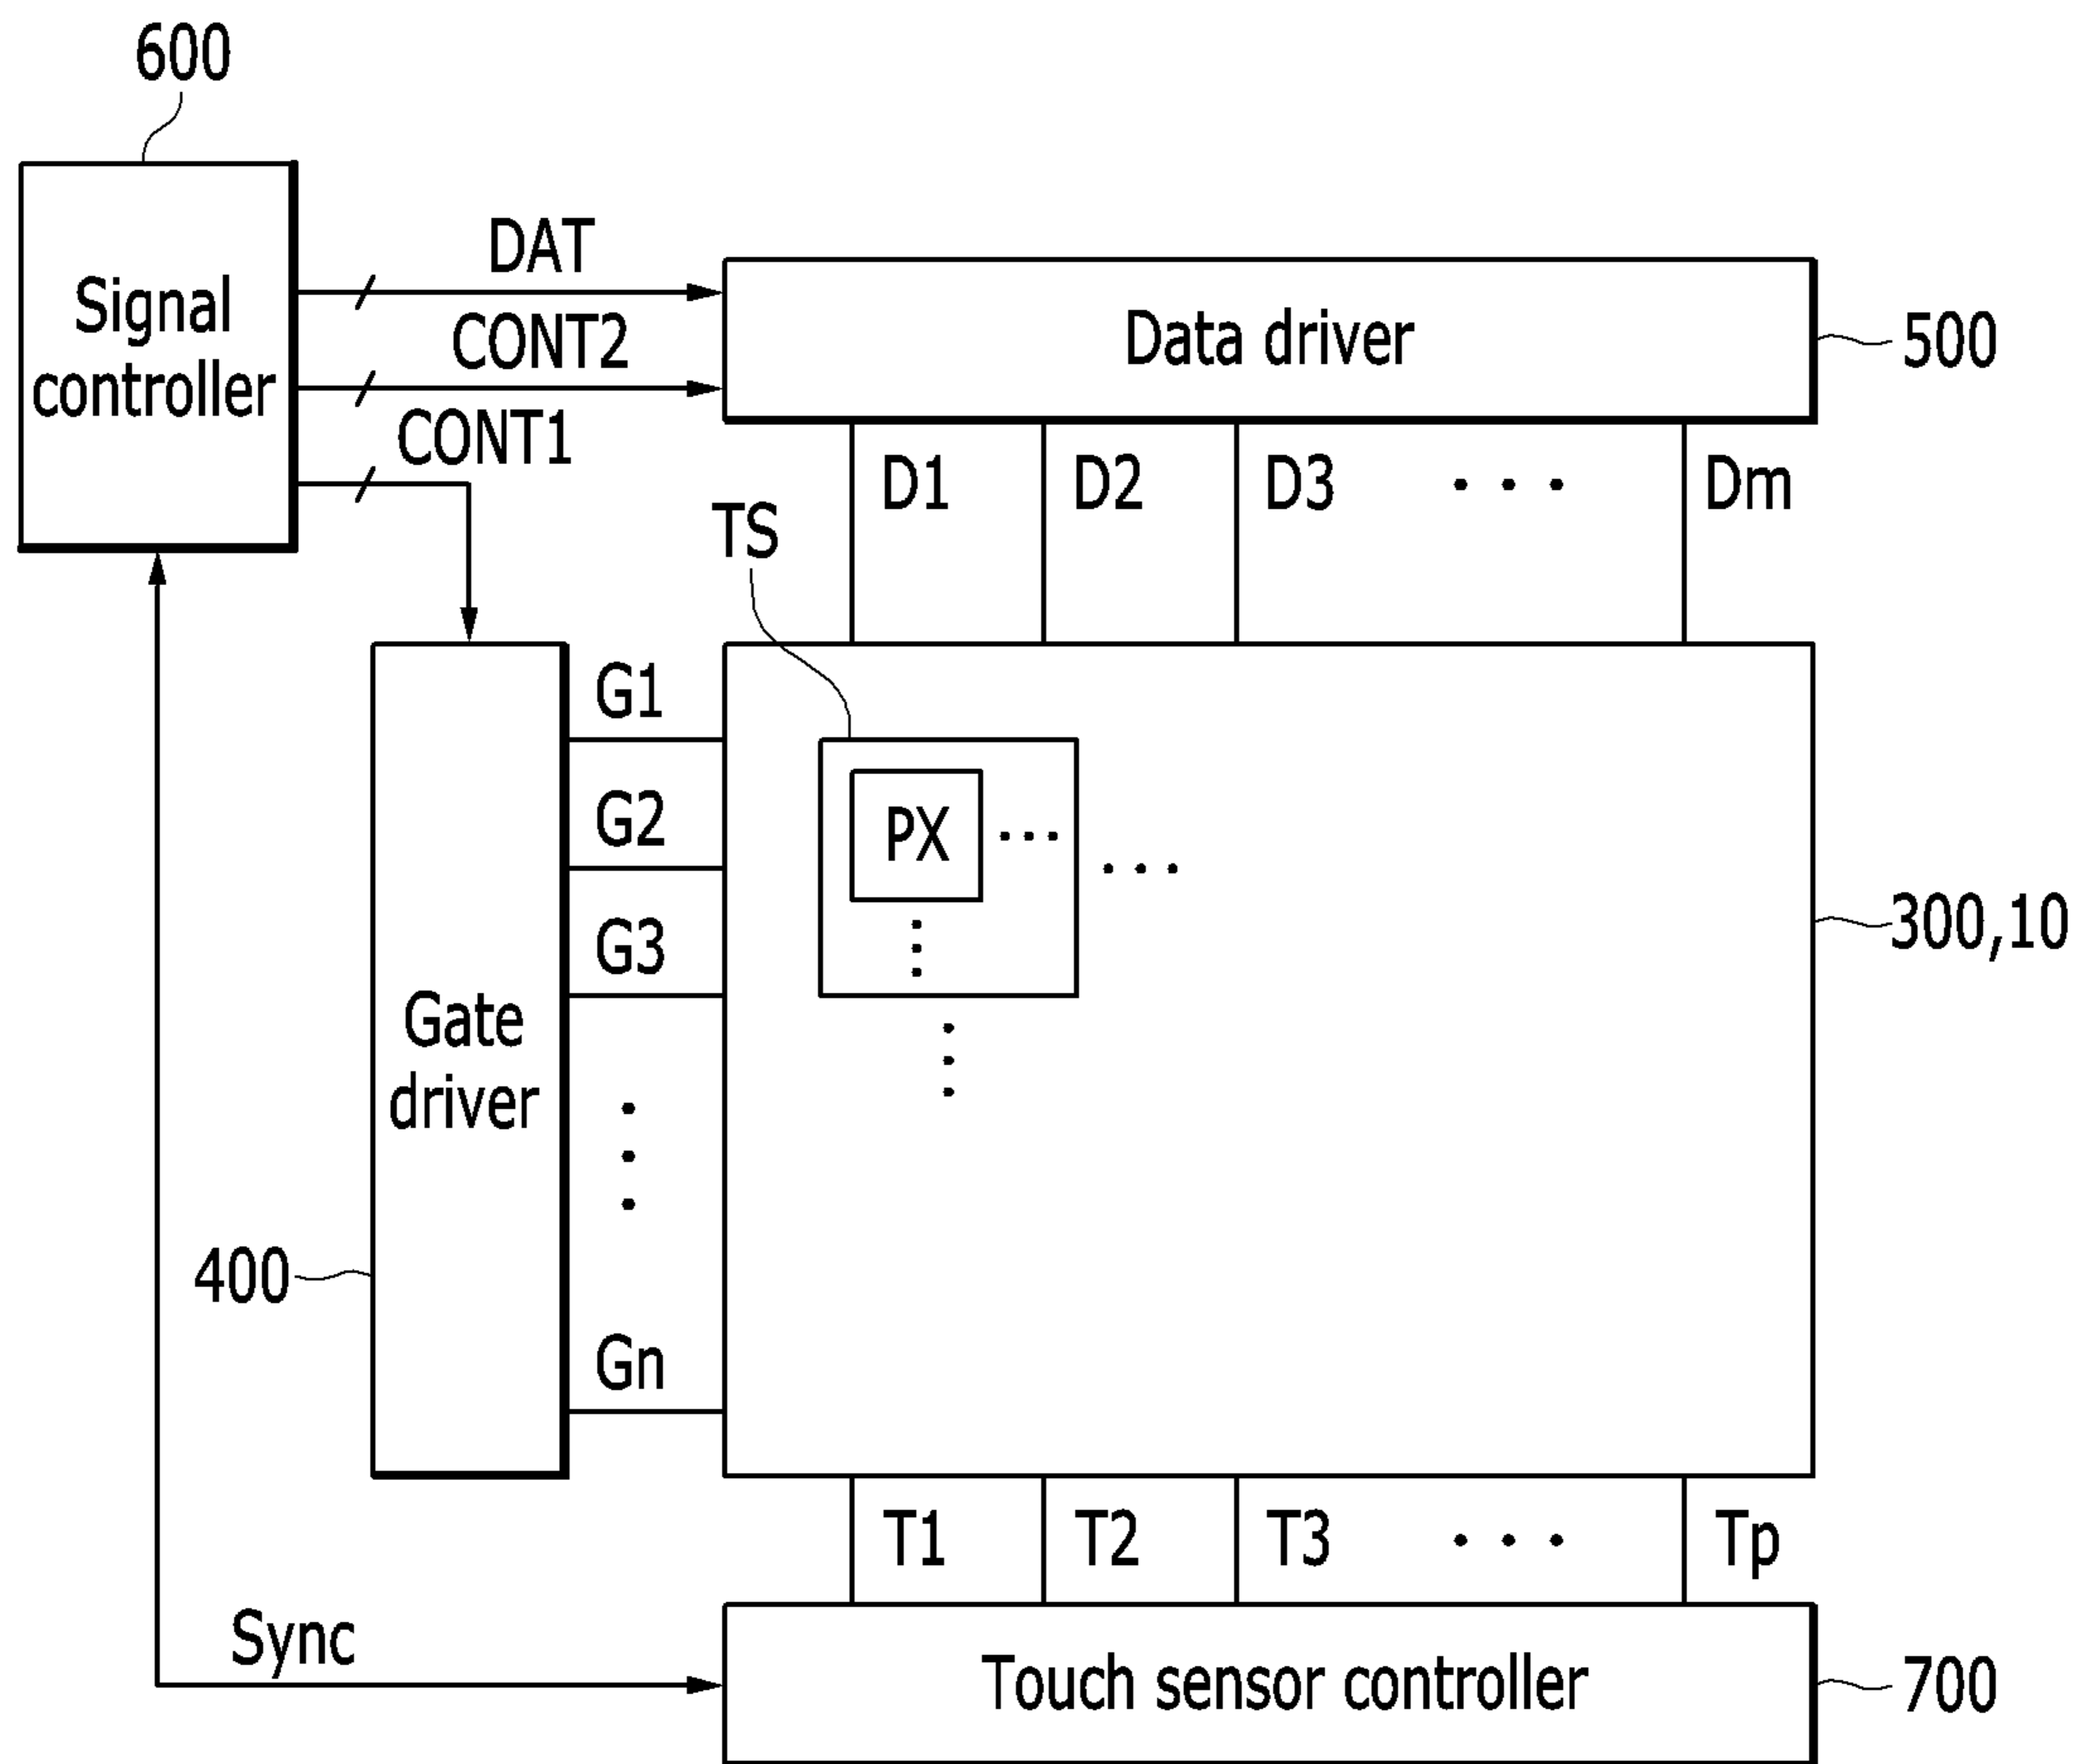 600
Signal
controller
DAT
CONT2
CONT1
Data driver
500
D1 D2 D3 ··· Dm
TS
G1
G2
G3
Gn
PX
300,10
Gate
driver
400
T1 T2 T3 ··· Tp
Sync
Touch sensor controller
700